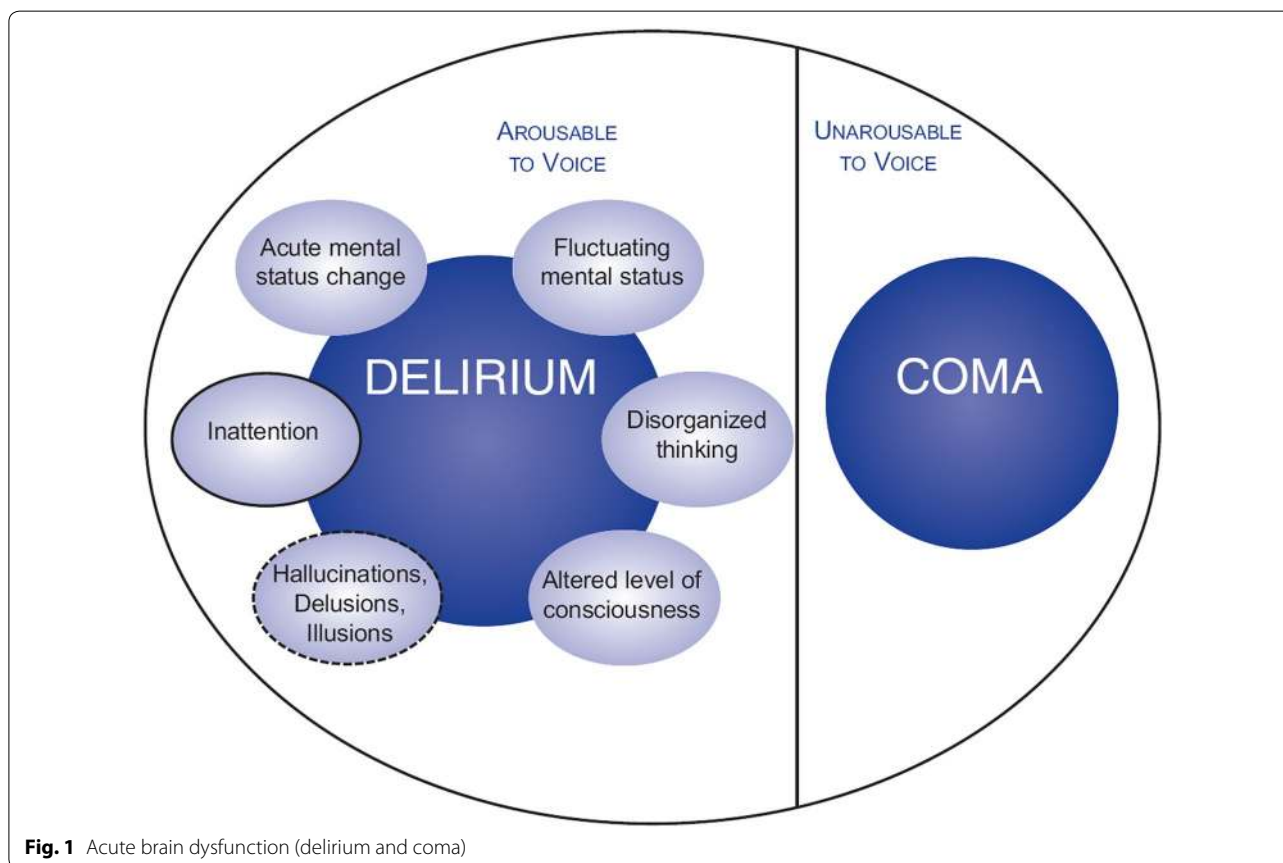 AROUSABLE
TO VOICE
UNAROUSABLE
TO VOICE
Acute mental
status change
Fluctuating
mental status
DELIRIUM
COMA
Inattention
Disorganized
thinking
Hallucinations,
Delusions,
Illusions
Altered level of
consciousness
Fig. 1 Acute brain dysfunction (delirium and coma)